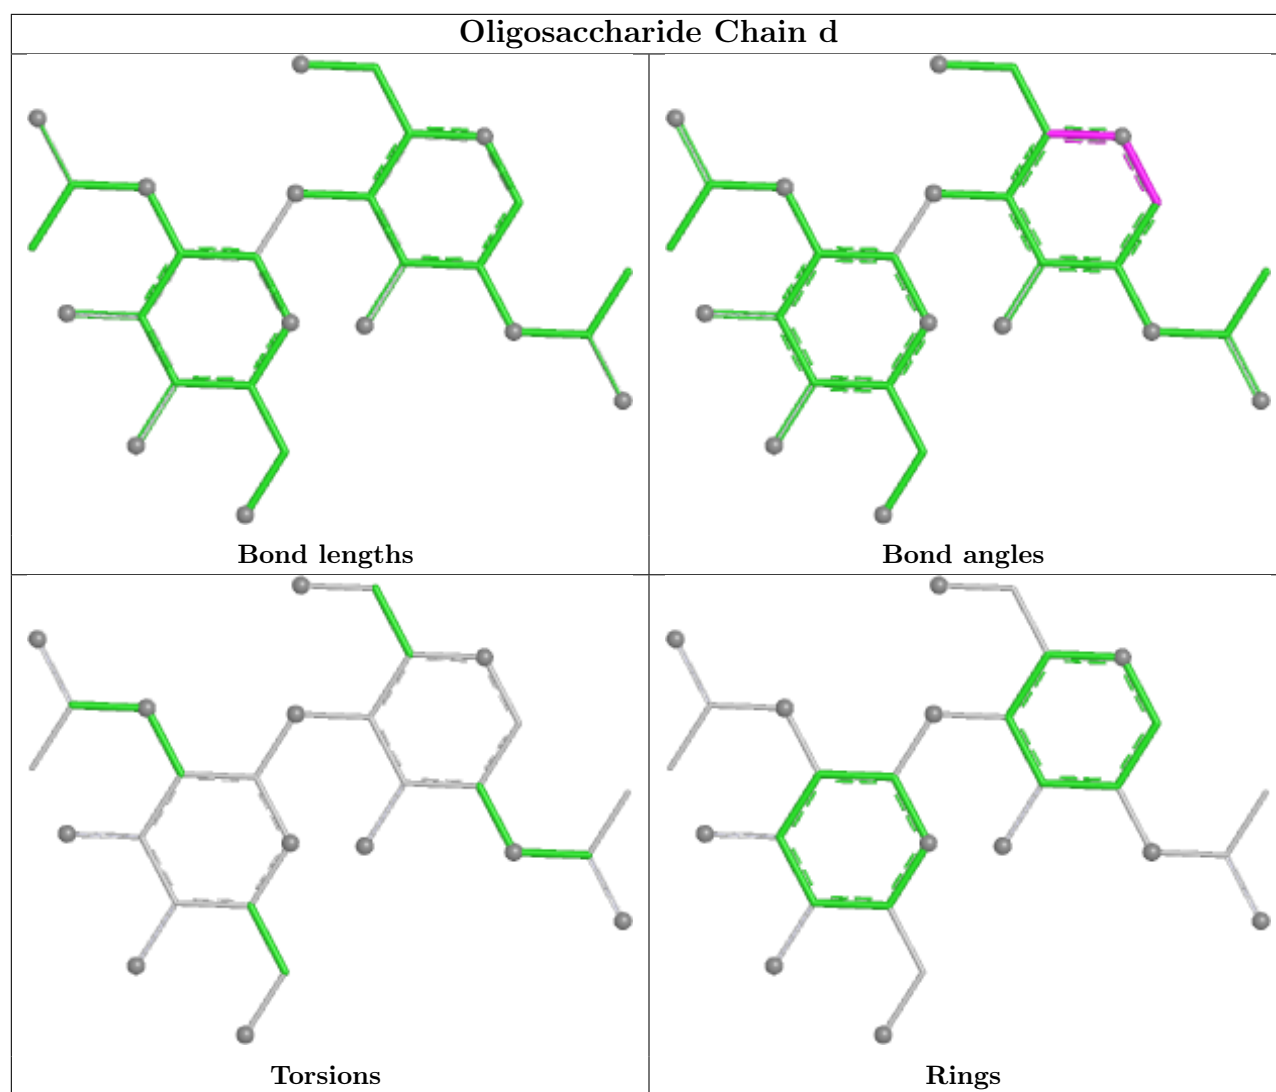 Oligosaccharide Chain d
Bond lengths
Bond angles
Torsions
Rings